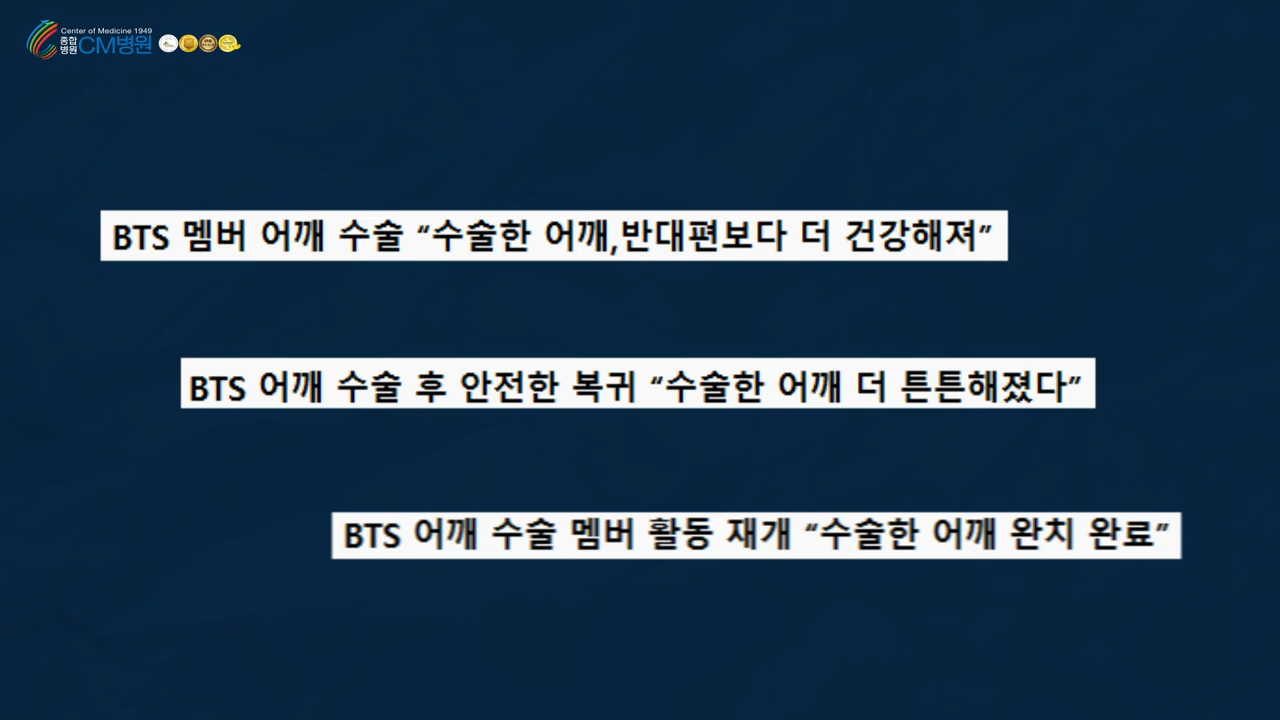 Center of Medicine 1949
종합
병원
CM병원
BTS 멤버 어깨 수술 “수술한 어깨,반대편보다 더 건강해져”
BTS 어깨 수술 후 안전한 복귀 “수술한 어깨 더 튼튼해졌다”
BTS 어깨 수술 멤버 활동 재개 “수술한 어깨 완치 완료”